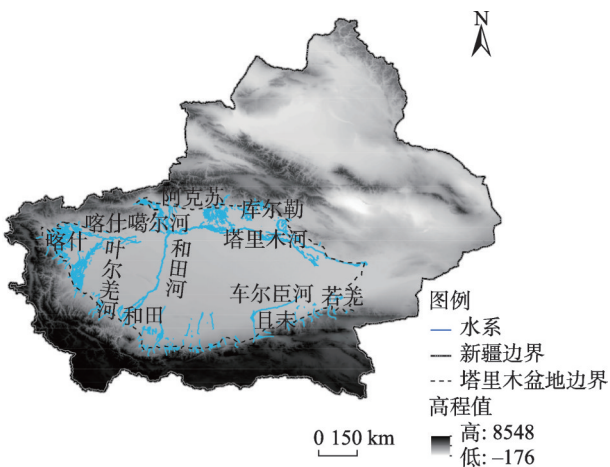 N
阿克苏
库尔勒
喀什噶尔河
喀什
塔里木河
叶尔羌河
和田河
车尔臣河
若羌
和田
且末
图例
水系
新疆边界
塔里木盆地边界
高程值
高: 8548
低: –176
0 150 km